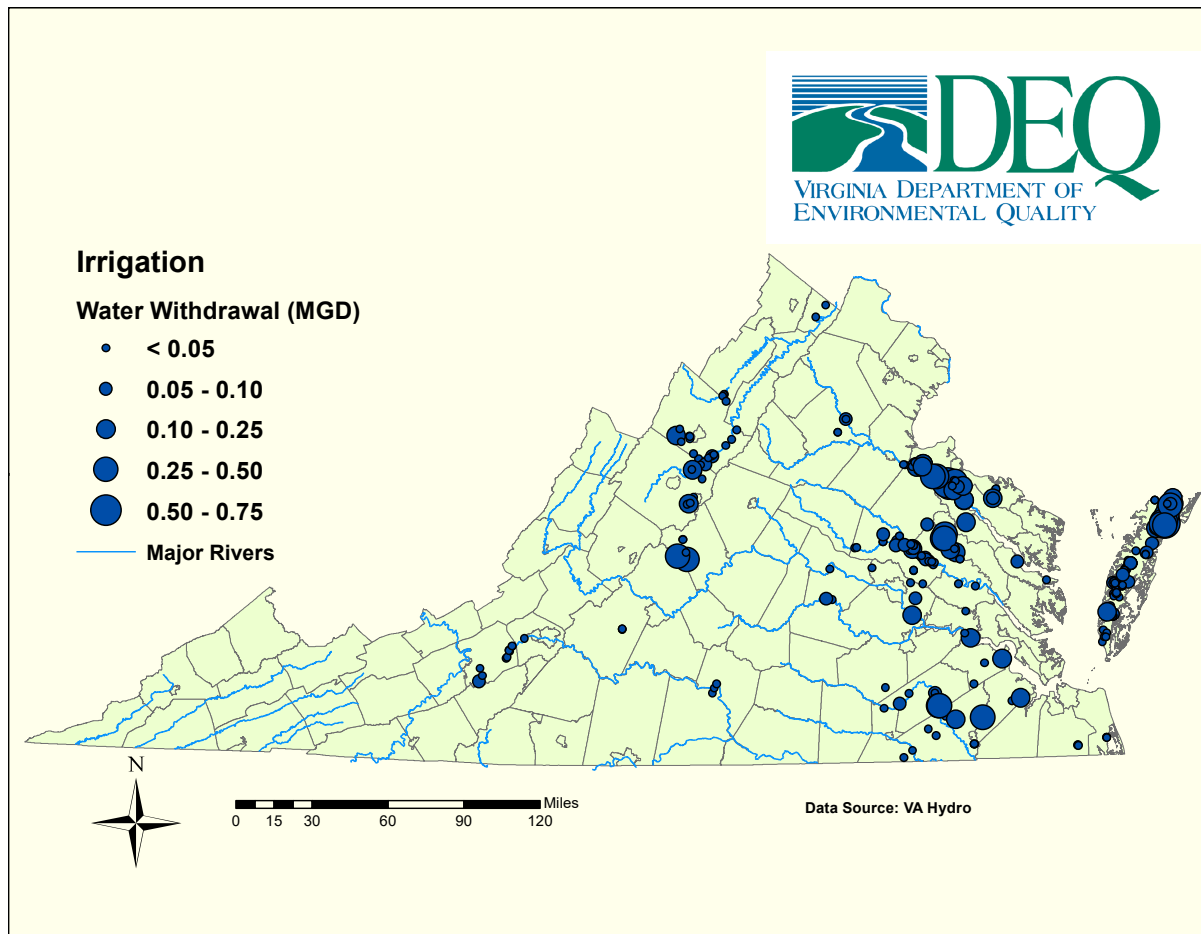 DEQ
VIRGINIA DEPARTMENT OF
ENVIRONMENTAL QUALITY
Irrigation
Water Withdrawal (MGD)
< 0.05
0.05 - 0.10
0.10 - 0.25
0.25 - 0.50
0.50 - 0.75
Major Rivers
N
Miles
0 15 30 60 90 120
Data Source: VA Hydro